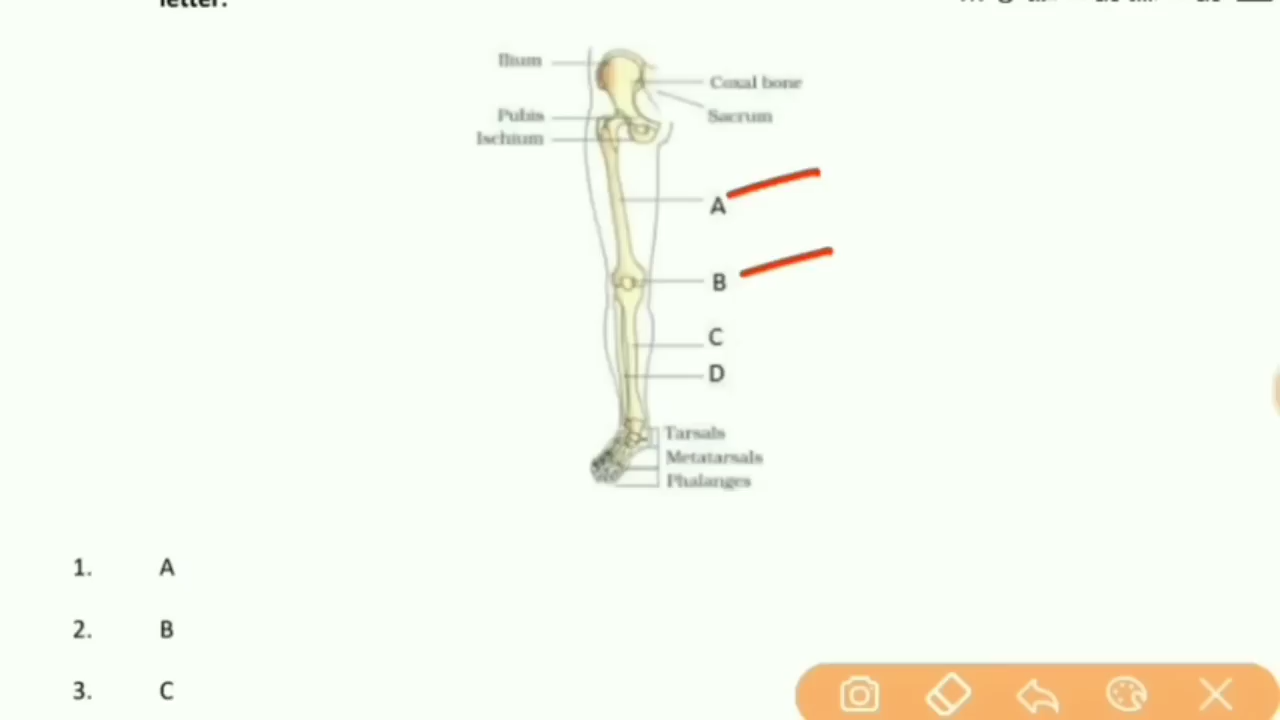 letter.
Ilium
Coxal bone
Pubis
Sacrum
Ischium
A
B
C
D
Tarsals
Metatarsals
Phalanges
1. A
2. B
3. C